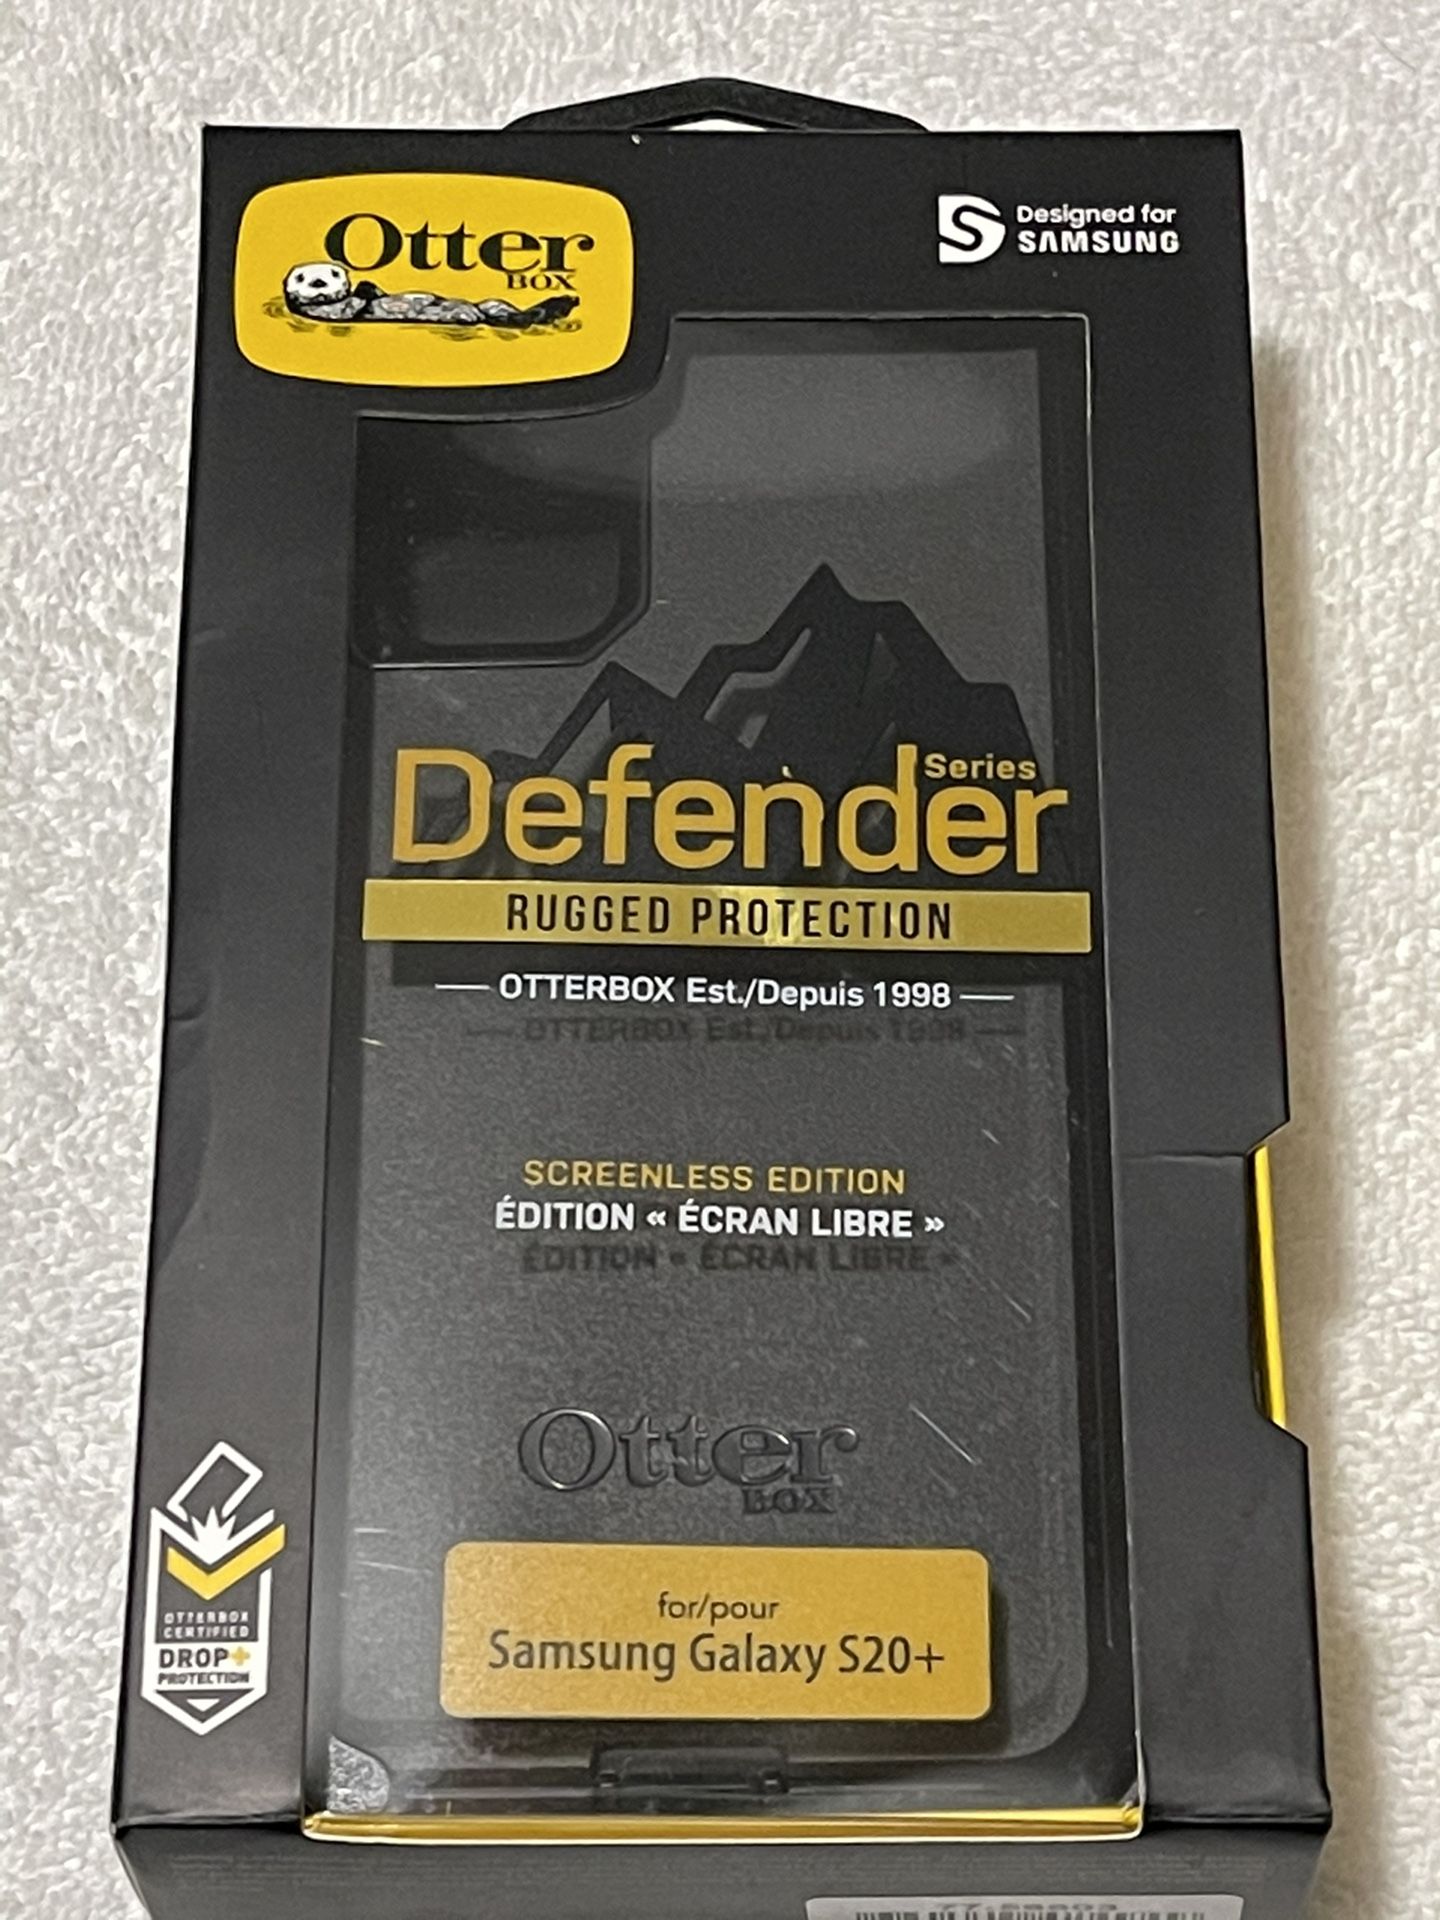 Otter
BOX
Designed for
SAMSUNG
Defender Series
RUGGED PROTECTION
OTTERBOX Est./Depuis 1998
SCREENLESS EDITION
ÉDITION « ÉCRAN LIBRE »
Otter
BOX
for/pour
Samsung Galaxy S20+
OTTERBOX
CERTIFIED
DROP+
PROTECTION